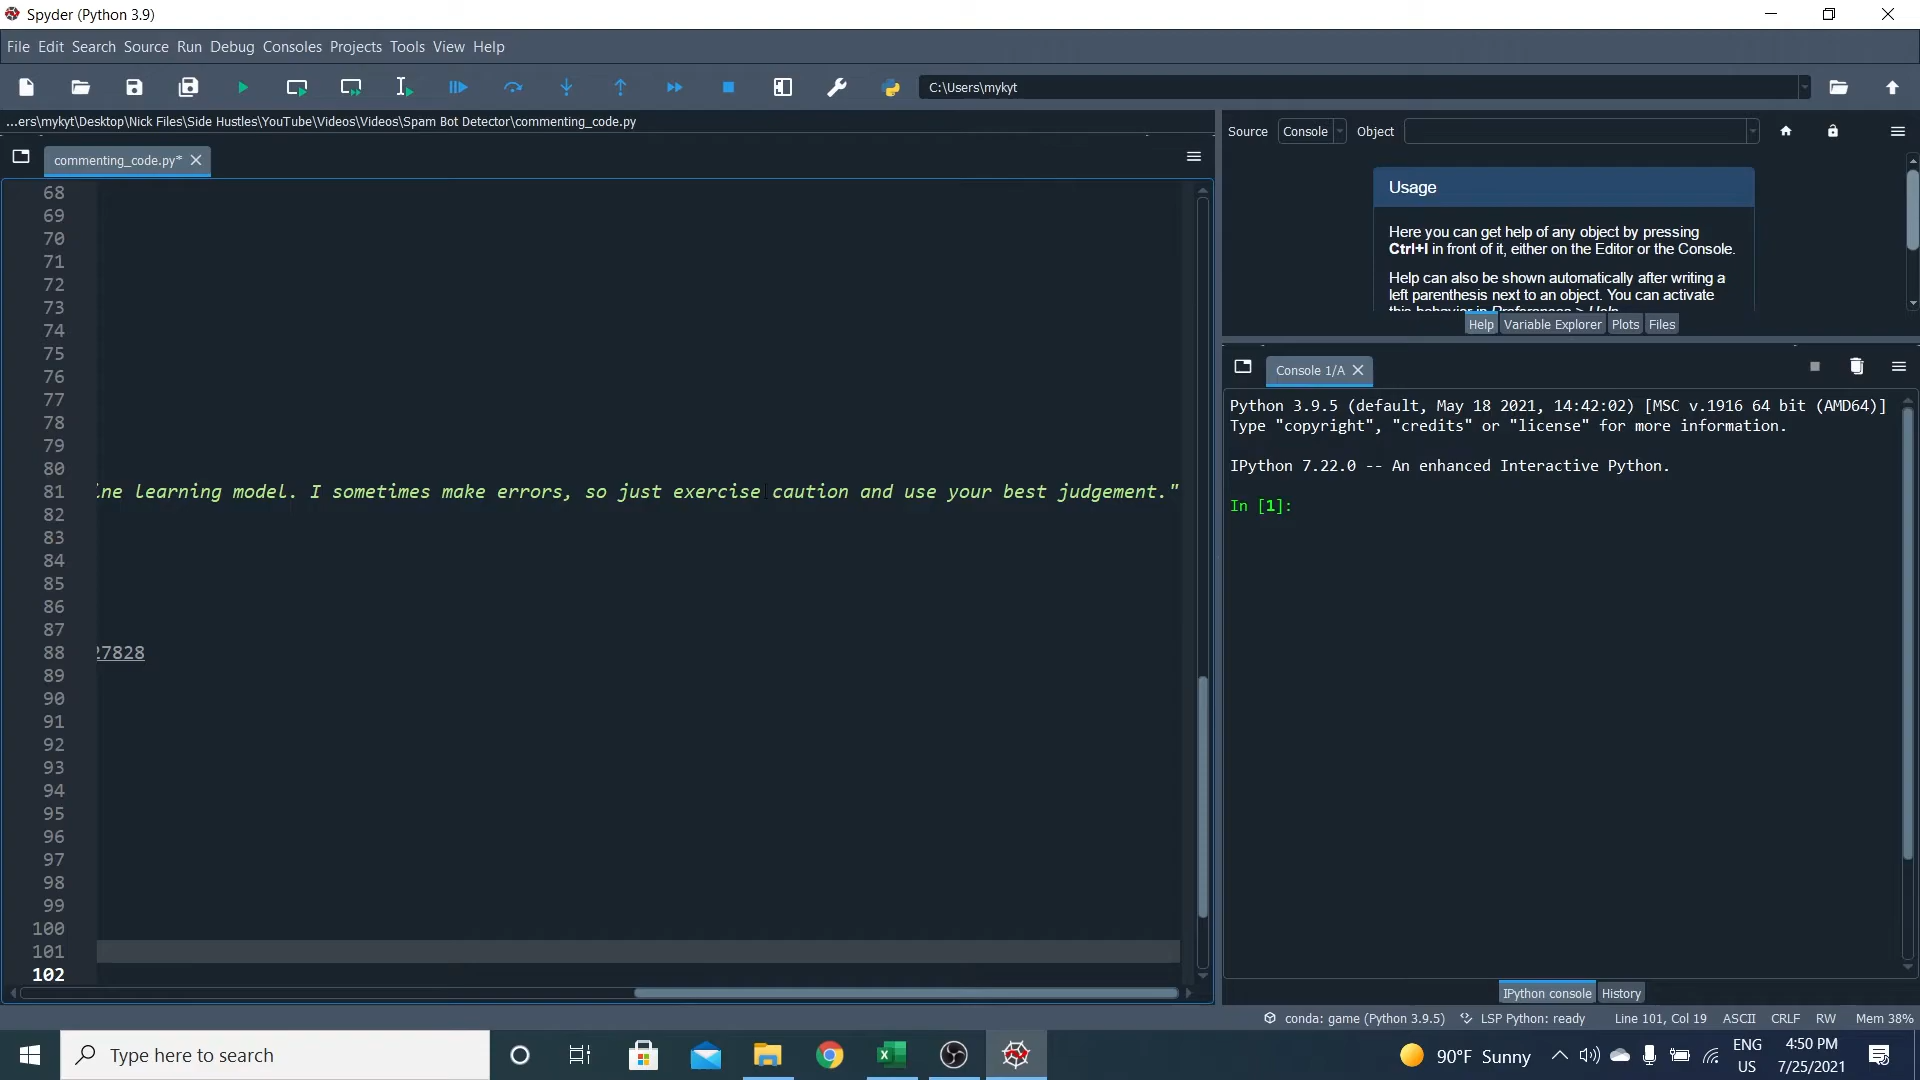 Spyder (Python 3.9)
File Edit Search Source Run Debug Consoles Projects Tools View Help
C:\Users\mykyt
...ers\mykyt\Desktop\Nick Files\Side Hustles\YouTube\Videos\Videos\Spam Bot Detector\commenting_code.py
Source Console Object
commenting_code.py*
Usage
Here you can get help of any object by pressing
Ctrl+I in front of it, either on the Editor or the Console.
Help can also be shown automatically after writing a
left parenthesis next to an object. You can activate
this behavior in Preferences > Help.
Help Variable Explorer Plots Files
68
69
70
71
72
73
74
75
76
77
78
79
80
81 ine learning model. I sometimes make errors, so just exercise caution and use your best judgement."
82
83
84
85
86
87
88 27828
89
90
91
92
93
94
95
96
97
98
99
100
101
102
Console 1/A
Python 3.9.5 (default, May 18 2021, 14:42:02) [MSC v.1916 64 bit (AMD64)]
Type "copyright", "credits" or "license" for more information.
IPython 7.22.0 -- An enhanced Interactive Python.
In [1]:
IPython console History
conda: game (Python 3.9.5) LSP Python: ready Line 101, Col 19 ASCII CRLF RW Mem 38%
Type here to search
90°F Sunny
ENG
US
4:50 PM
7/25/2021